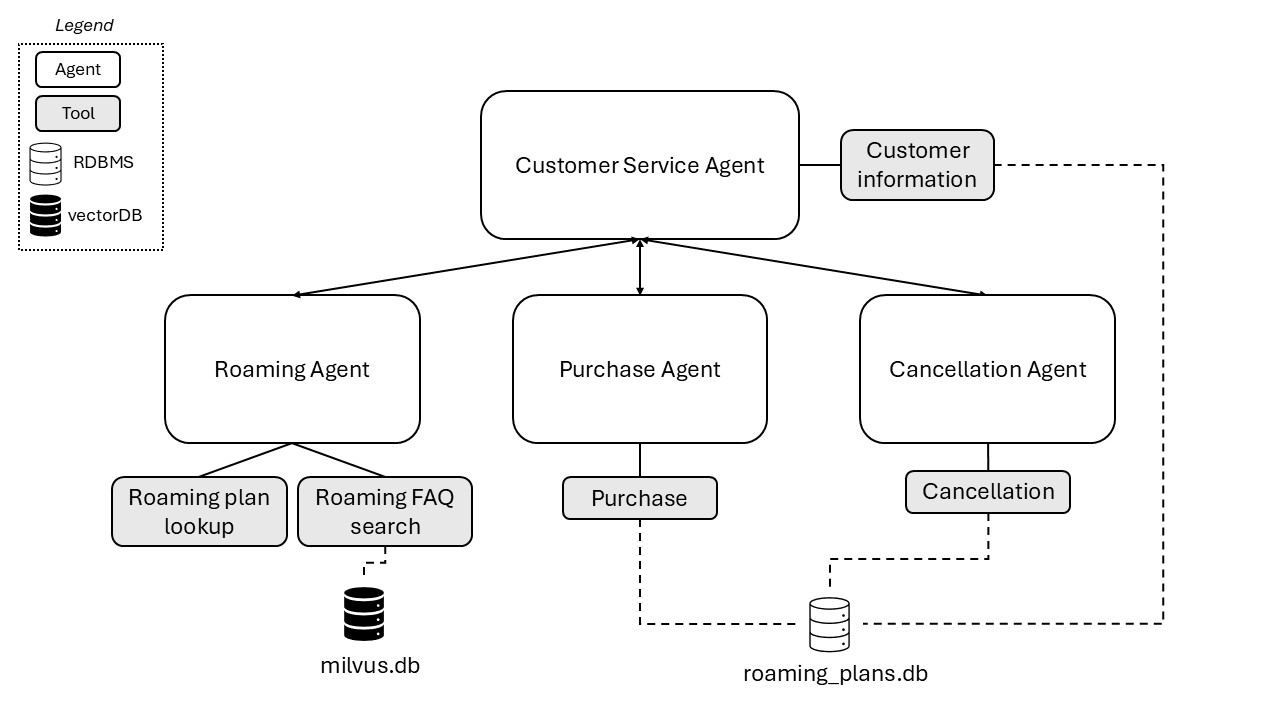 Legend
Agent
Tool
RDBMS
vectorDB
Customer Service Agent
Customer
information
Roaming Agent
Purchase Agent
Cancellation Agent
Roaming plan
lookup
Roaming FAQ
search
Purchase
Cancellation
milvus.db
roaming_plans.db